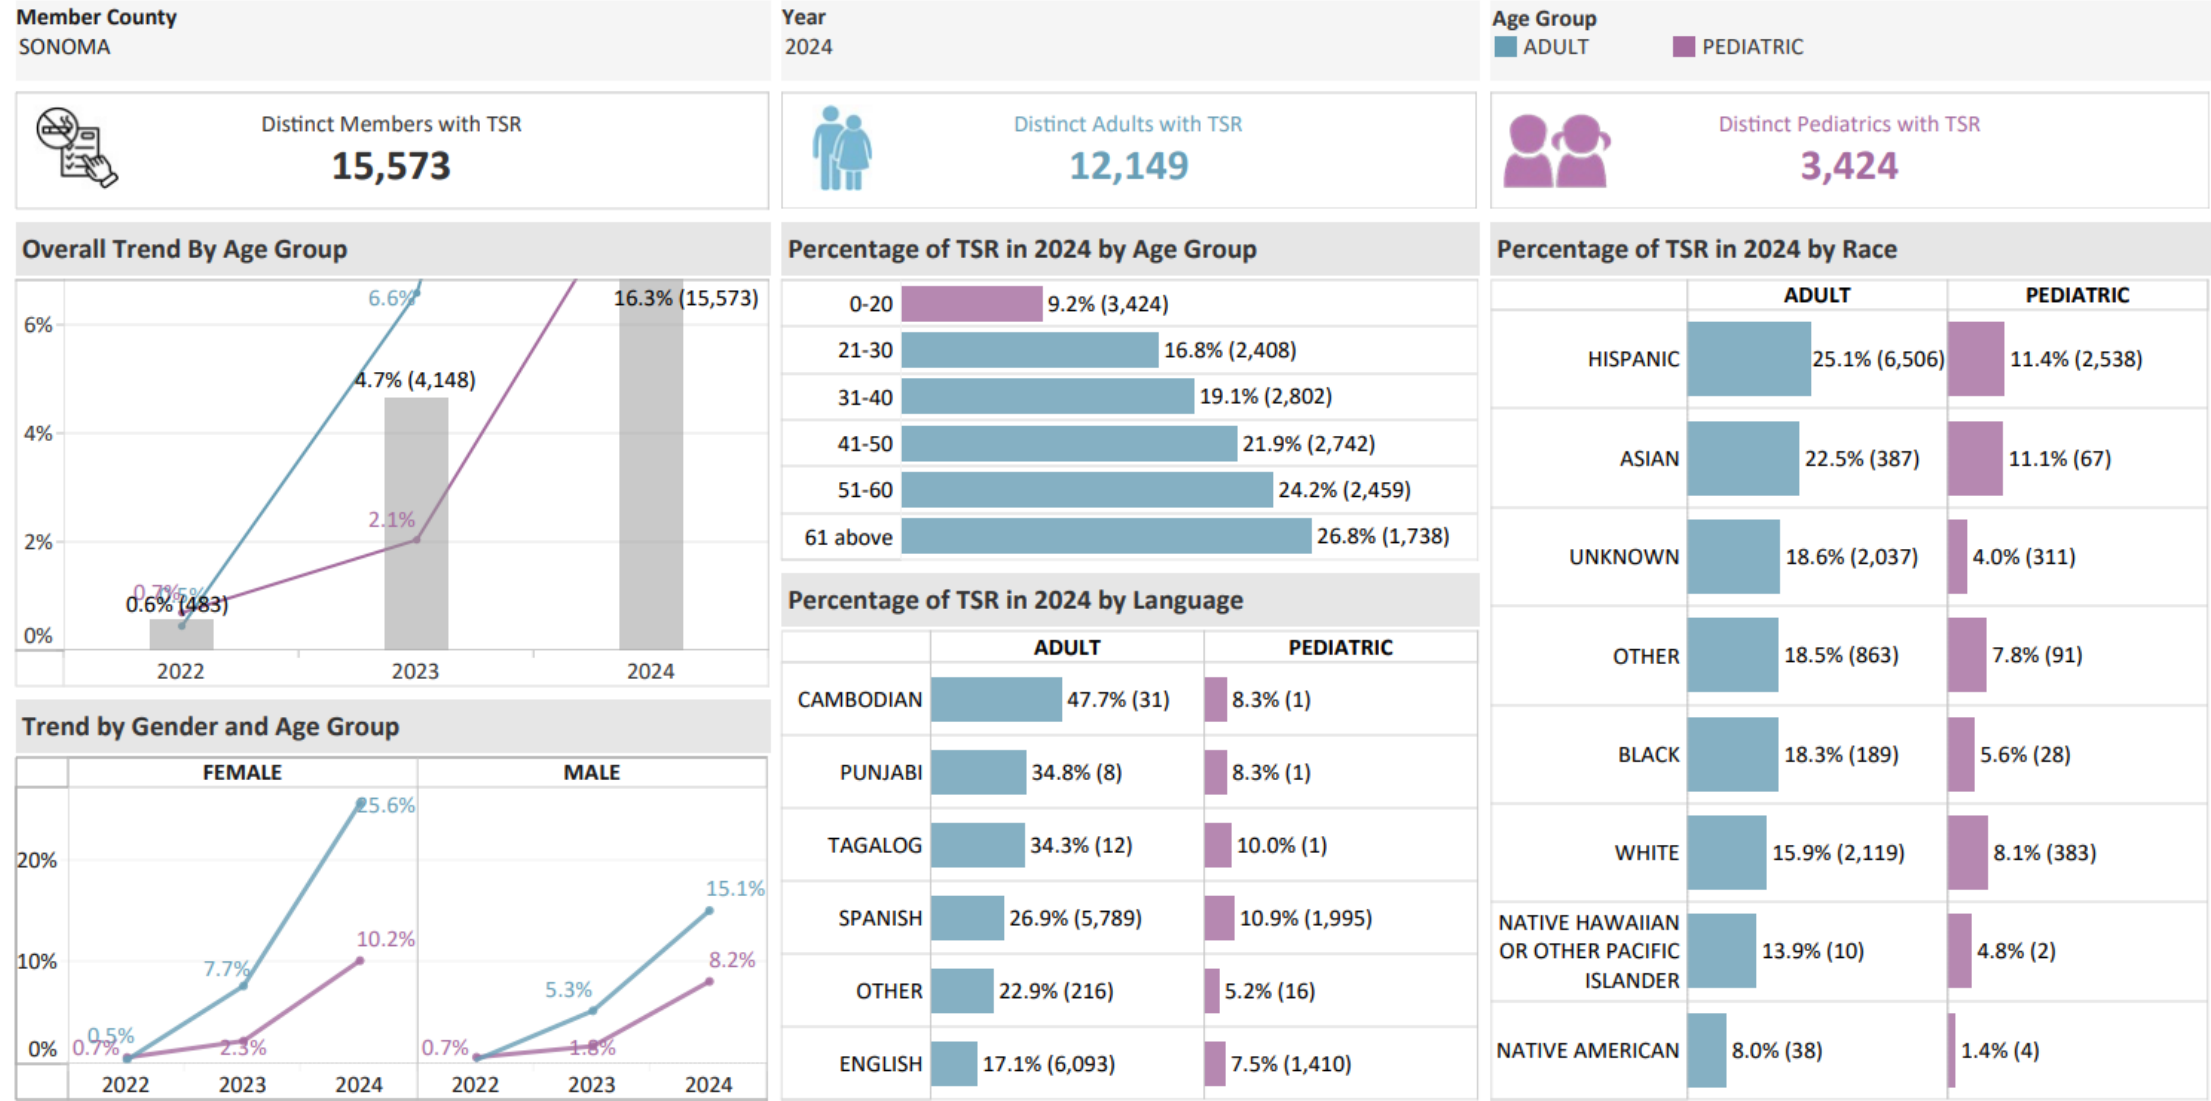 Member County
SONOMA
Year
2024
Age Group
ADULT
PEDIATRIC
Distinct Members with TSR
15,573
Distinct Adults with TSR
12,149
Distinct Pediatrics with TSR
3,424
Overall Trend By Age Group
6%
4%
2%
0%
6.6%
16.3% (15,573)
4.7% (4,148)
2.1%
0.7%
0.6% (483)
2022
2023
2024
Trend by Gender and Age Group
FEMALE
MALE
20%
10%
0%
25.6%
10.2%
7.7%
0.5%
0.7%
2.3%
15.1%
8.2%
5.3%
0.7%
1.8%
2022
2023
2024
2022
2023
2024
Percentage of TSR in 2024 by Age Group
0-20
9.2% (3,424)
21-30
16.8% (2,408)
31-40
19.1% (2,802)
41-50
21.9% (2,742)
51-60
24.2% (2,459)
61 above
26.8% (1,738)
Percentage of TSR in 2024 by Language
ADULT
PEDIATRIC
CAMBODIAN
47.7% (31)
8.3% (1)
PUNJABI
34.8% (8)
8.3% (1)
TAGALOG
34.3% (12)
10.0% (1)
SPANISH
26.9% (5,789)
10.9% (1,995)
OTHER
22.9% (216)
5.2% (16)
ENGLISH
17.1% (6,093)
7.5% (1,410)
Percentage of TSR in 2024 by Race
ADULT
PEDIATRIC
HISPANIC
25.1% (6,506)
11.4% (2,538)
ASIAN
22.5% (387)
11.1% (67)
UNKNOWN
18.6% (2,037)
4.0% (311)
OTHER
18.5% (863)
7.8% (91)
BLACK
18.3% (189)
5.6% (28)
WHITE
15.9% (2,119)
8.1% (383)
NATIVE HAWAIIAN
OR OTHER PACIFIC
ISLANDER
13.9% (10)
4.8% (2)
NATIVE AMERICAN
8.0% (38)
1.4% (4)